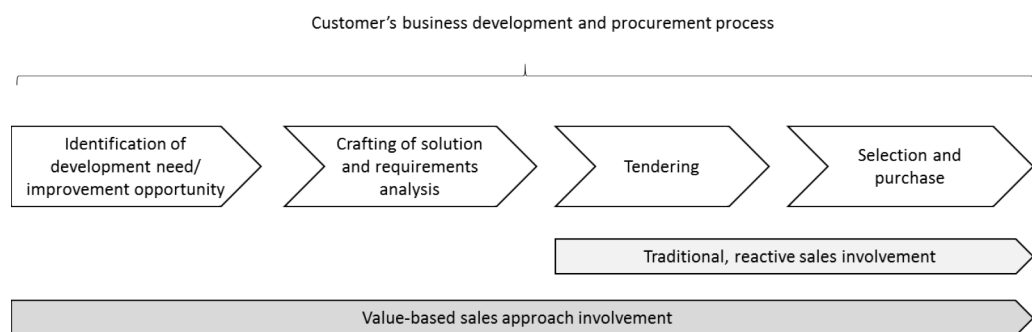 Customer’s business development and procurement process
Identification of
development need/
improvement opportunity
Crafting of solution
and requirements
analysis
Tendering
Selection and
purchase
Traditional, reactive sales involvement
Value-based sales approach involvement